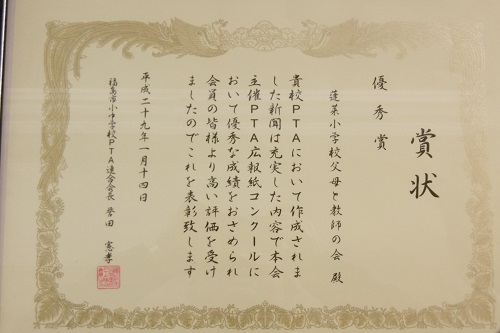 賞状
優秀賞
蓬莱小学校父母と教師の会 殿
貴校PTAにおいて作成されま
した新聞は充実した内容で本会
主催PTA広報紙コンクールに
おいて優秀な成績をおさめられ
会員の皆様より高い評価を受け
ましたのでこれを表彰致します
平成二十九年一月十四日
福島市小中学校PTA連合会長 誉田 憲孝